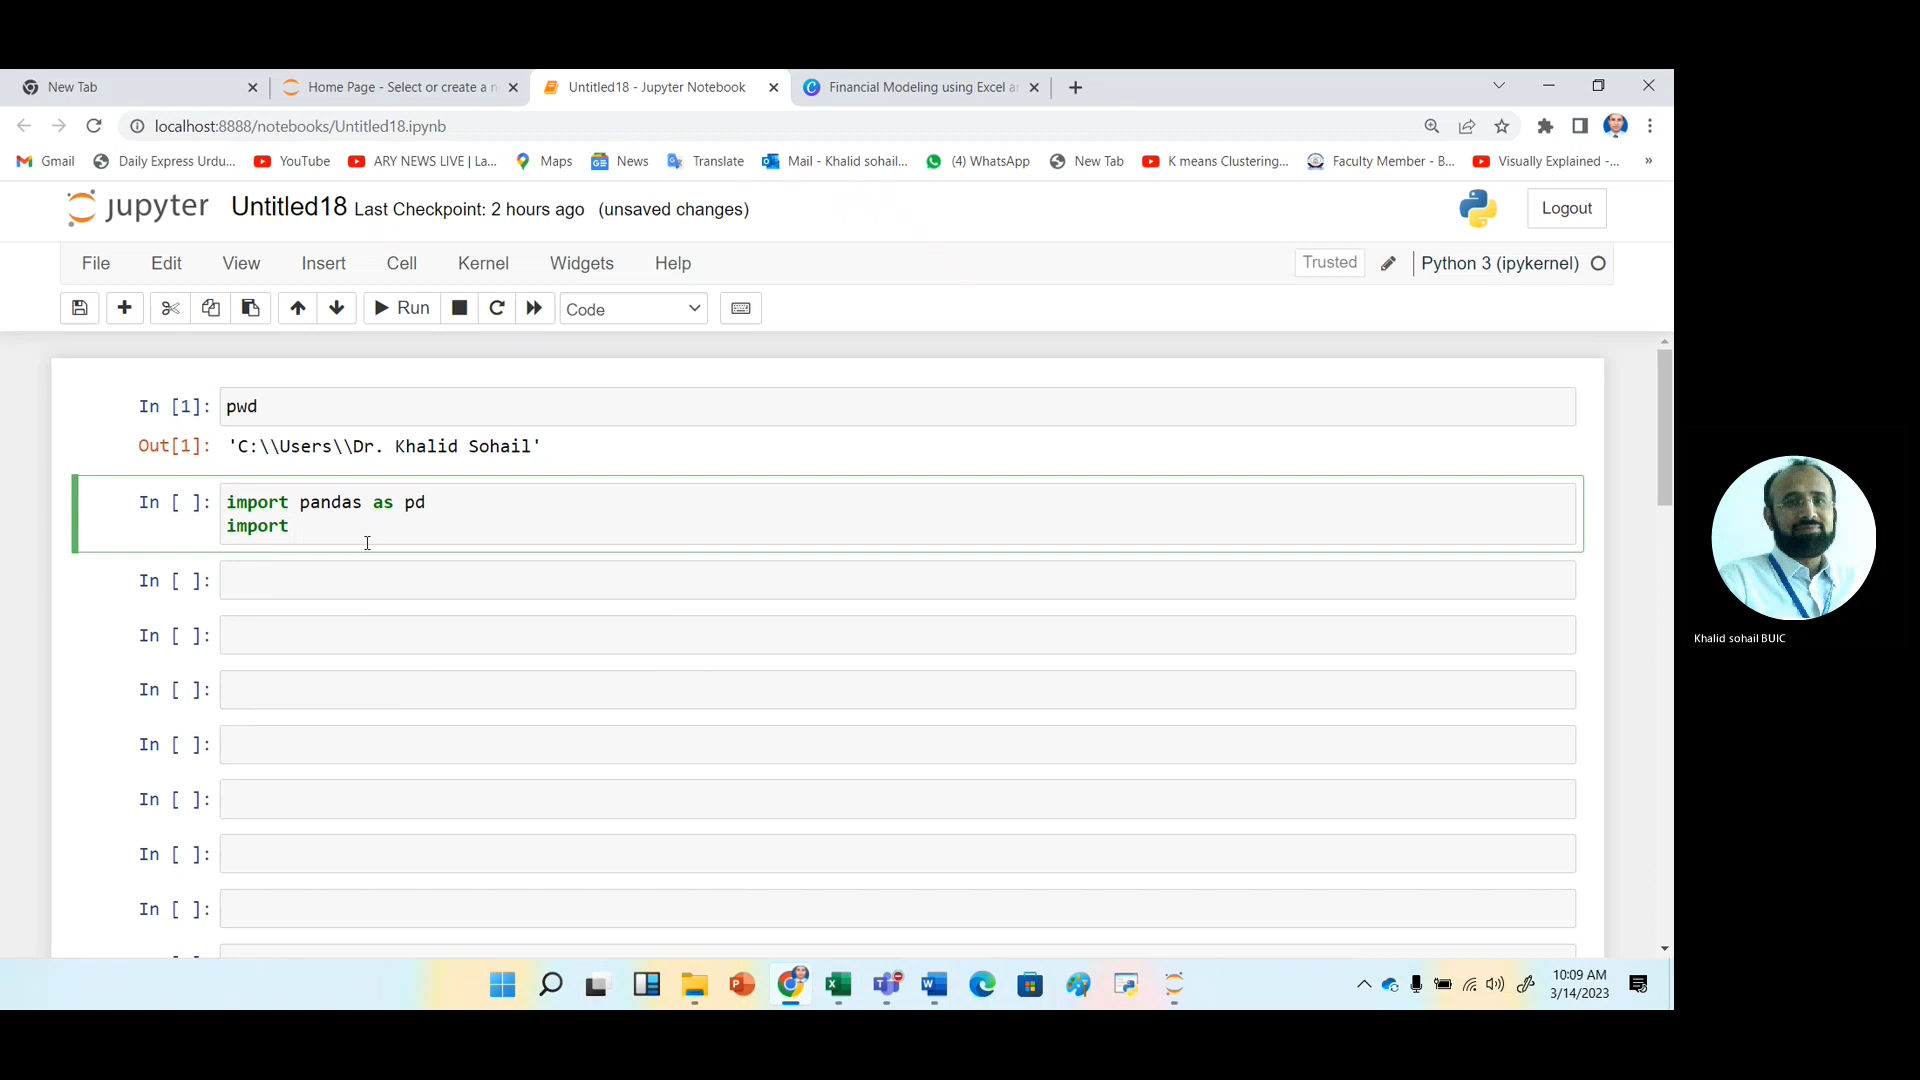 New Tab
Home Page - Select or create a n
Untitled18 - Jupyter Notebook
Financial Modeling using Excel a
localhost:8888/notebooks/Untitled18.ipynb
Gmail
Daily Express Urdu...
YouTube
ARY NEWS LIVE | La...
Maps
News
Translate
Mail - Khalid sohail...
(4) WhatsApp
New Tab
K means Clustering...
Faculty Member - B...
Visually Explained -...
»
jupyter Untitled18 Last Checkpoint: 2 hours ago (unsaved changes)
Logout
File Edit View Insert Cell Kernel Widgets Help
Trusted
Python 3 (ipykernel)
Run
Code
In [1]: pwd
Out[1]: 'C:\\Users\\Dr. Khalid Sohail'
In [ ]: import pandas as pd
import
In [ ]:
In [ ]:
In [ ]:
In [ ]:
In [ ]:
In [ ]:
In [ ]:
Khalid sohail BUIC
10:09 AM
3/14/2023